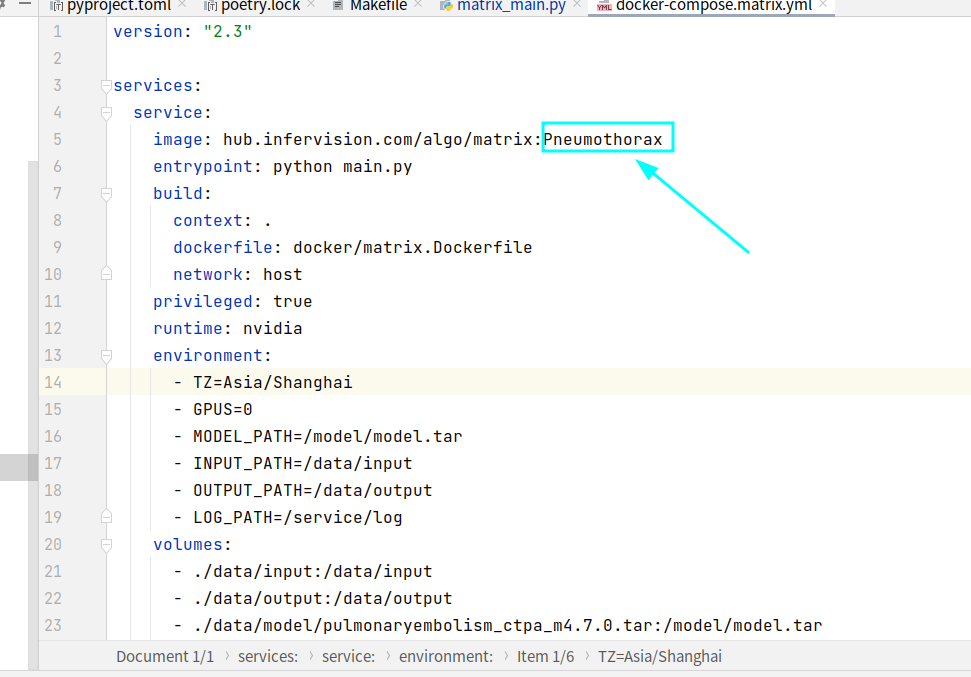 pyproject.toml poetry.lock Makefile matrix_main.py docker-compose.matrix.yml
1 version: "2.3"
2
3 services:
4 service:
5 image: hub.infervision.com/algo/matrix:Pneumothorax
6 entrypoint: python main.py
7 build:
8 context: .
9 dockerfile: docker/matrix.Dockerfile
10 network: host
11 privileged: true
12 runtime: nvidia
13 environment:
14 - TZ=Asia/Shanghai
15 - GPUS=0
16 - MODEL_PATH=/model/model.tar
17 - INPUT_PATH=/data/input
18 - OUTPUT_PATH=/data/output
19 - LOG_PATH=/service/log
20 volumes:
21 - ./data/input:/data/input
22 - ./data/output:/data/output
23 - ./data/model/pulmonaryembolism_ctpa_m4.7.0.tar:/model/model.tar
Document 1/1 › services: › service: › environment: › Item 1/6 › TZ=Asia/Shanghai